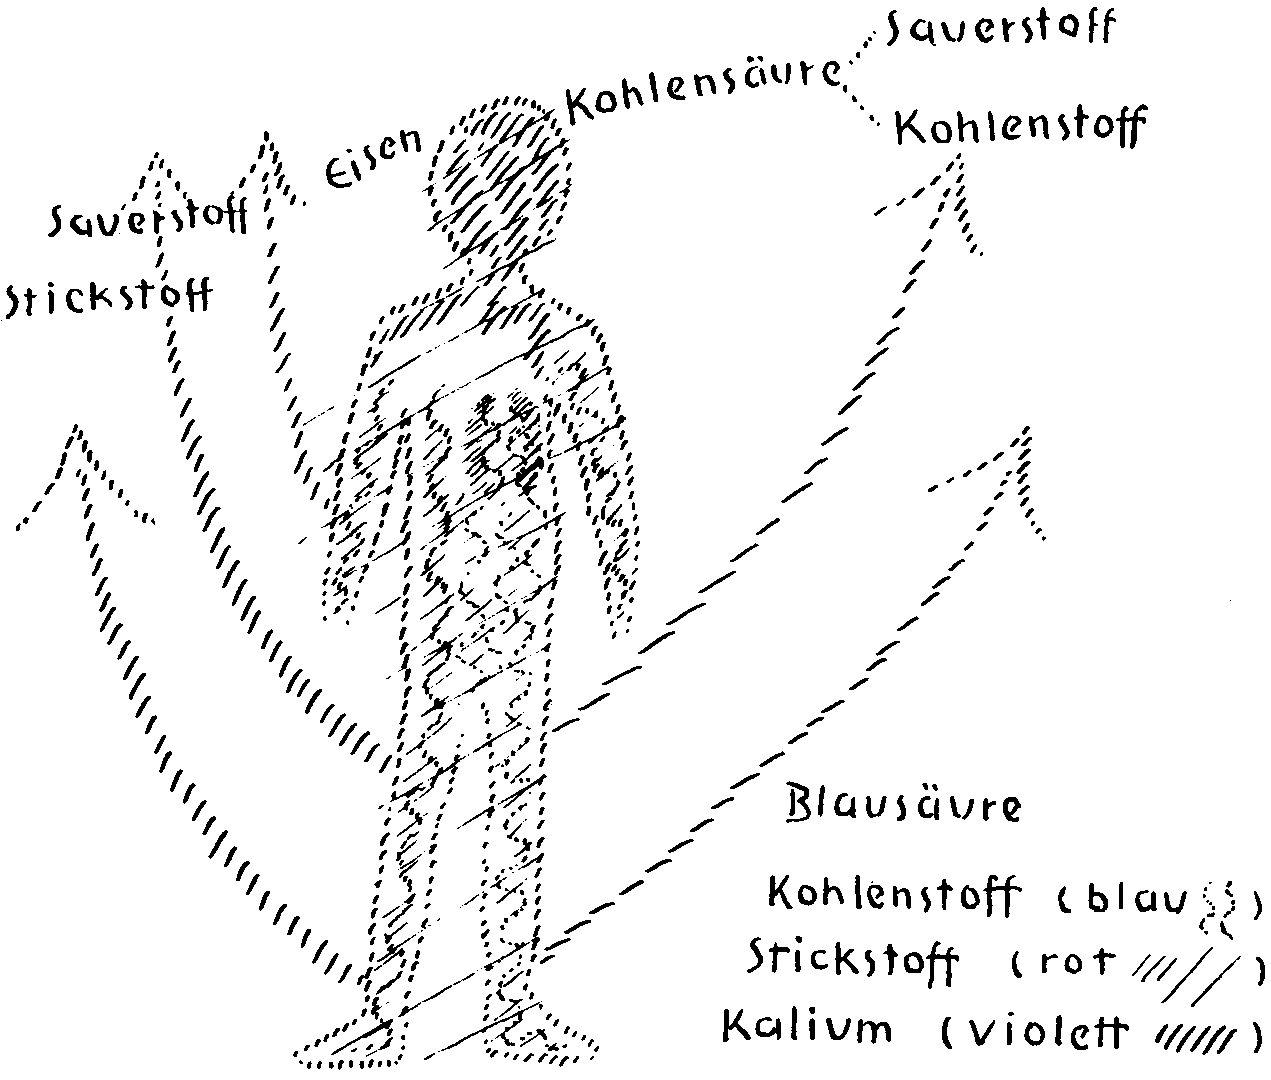 Sauerstoff
Kohlensäure
Kohlenstoff
Eisen
Sauerstoff
Stickstoff
Blausäure
Kohlenstoff (blau )
Stickstoff (rot )
Kalium (violett )